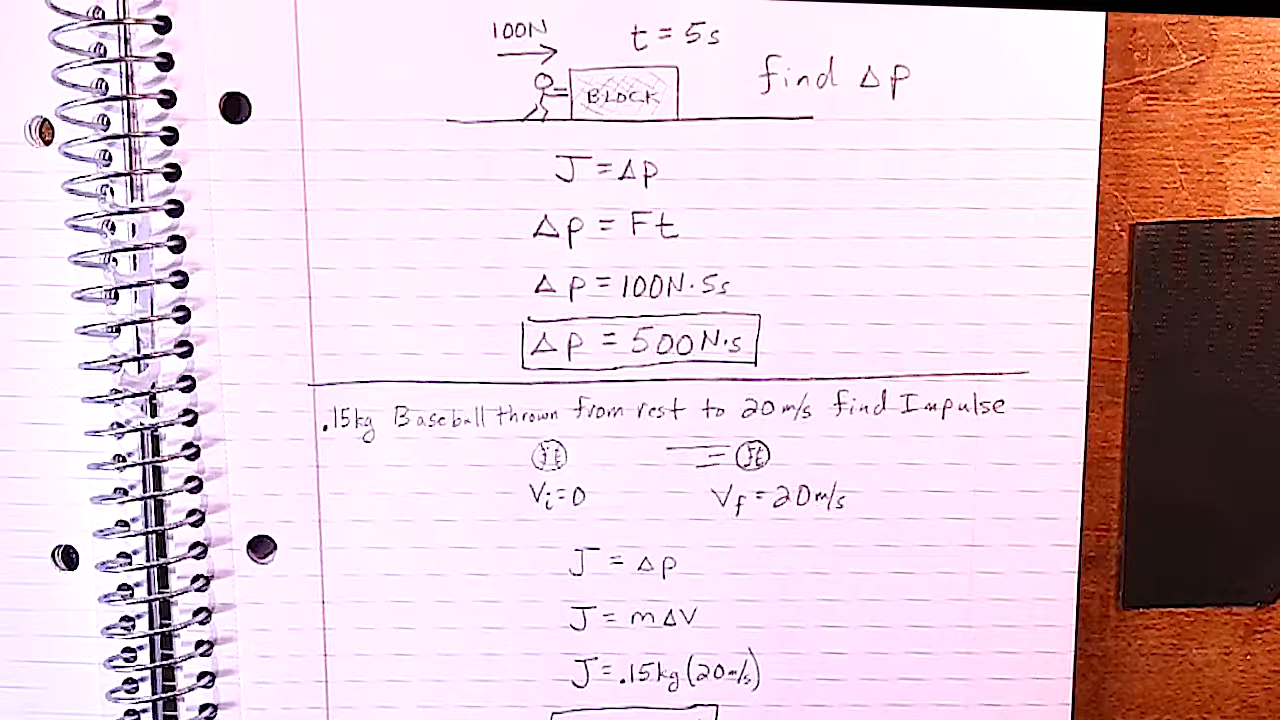 100N t = 5s
BLOCK find Δp
J = Δp
Δp = Ft
Δp = 100N·5s
Δp = 500N·s
.15kg Baseball thrown from rest to 20m/s find Impulse
Vi=0 Vf=20m/s
J = Δp
J = mΔV
J = .15kg(20m/s)